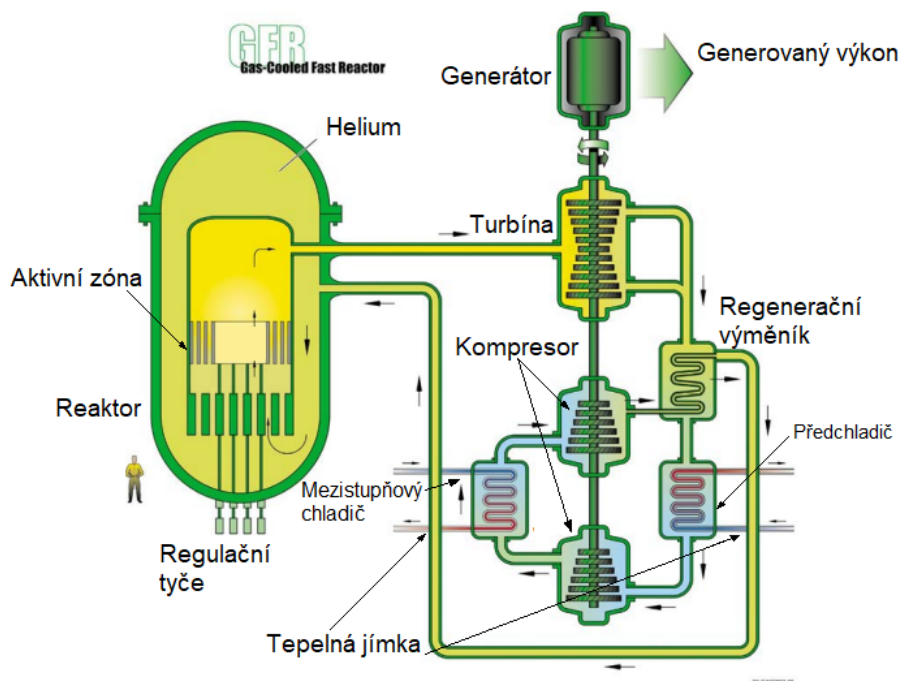 GFR
Gas-Cooled Fast Reactor
Generátor
Generovaný výkon
Helium
Turbína
Aktivní zóna
Regenerační
výměník
Kompresor
Reaktor
Předchladič
Mezistupňový
chladič
Regulační
tyče
Tepelná jímka